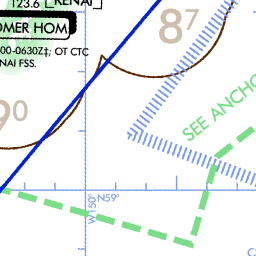 123.6 KENAI
OMER HOM
00-0630Z‡; OT CTC
NAI FSS.
8⁷
9⁰
SEE ANCHO
N59°
W150°